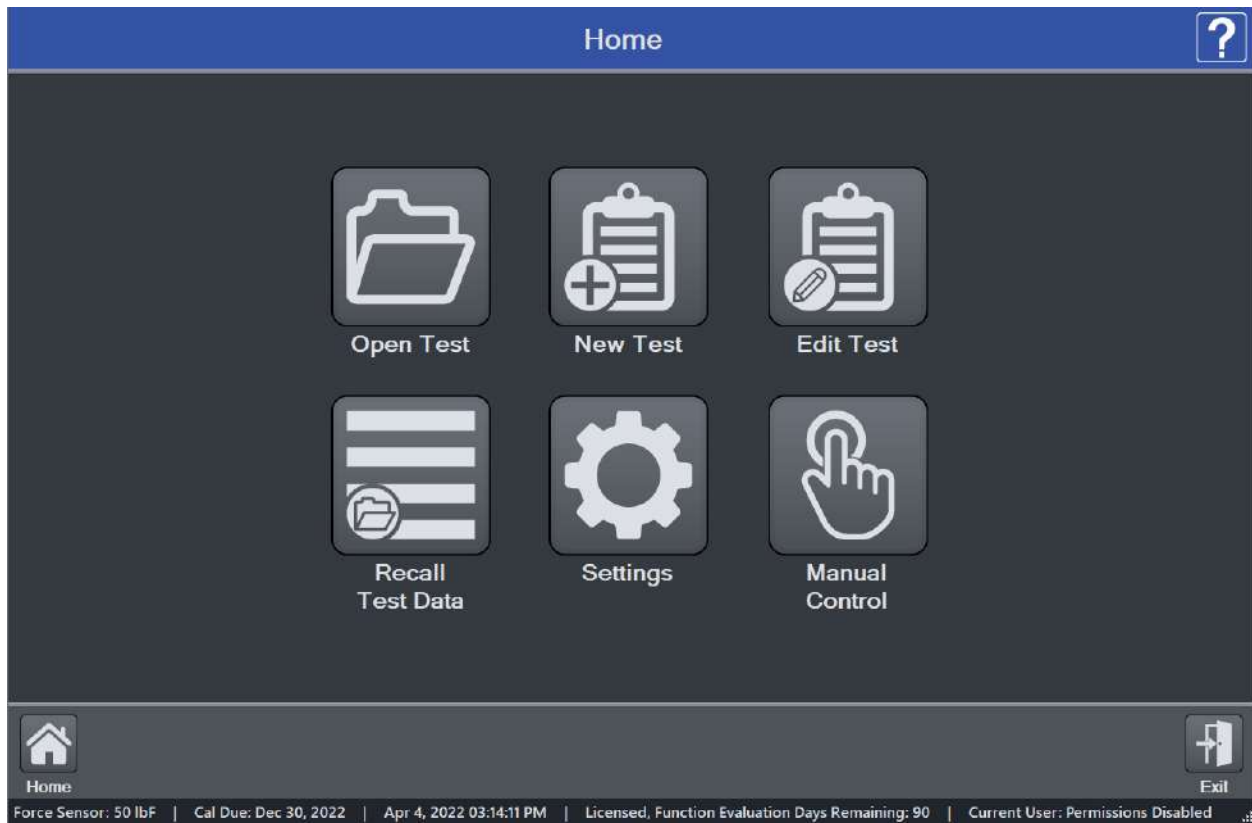 Home
?
Open Test
New Test
Edit Test
Recall
Test Data
Settings
Manual
Control
Home
Exit
Force Sensor: 50 lbF | Cal Due: Dec 30, 2022 | Apr 4, 2022 03:14:11 PM | Licensed, Function Evaluation Days Remaining: 90 | Current User: Permissions Disabled